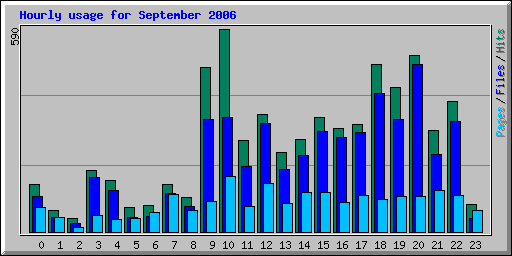 Hourly usage for September 2006
590
Pages/Files/Hits
0 1 2 3 4 5 6 7 8 9 10 11 12 13 14 15 16 17 18 19 20 21 22 23